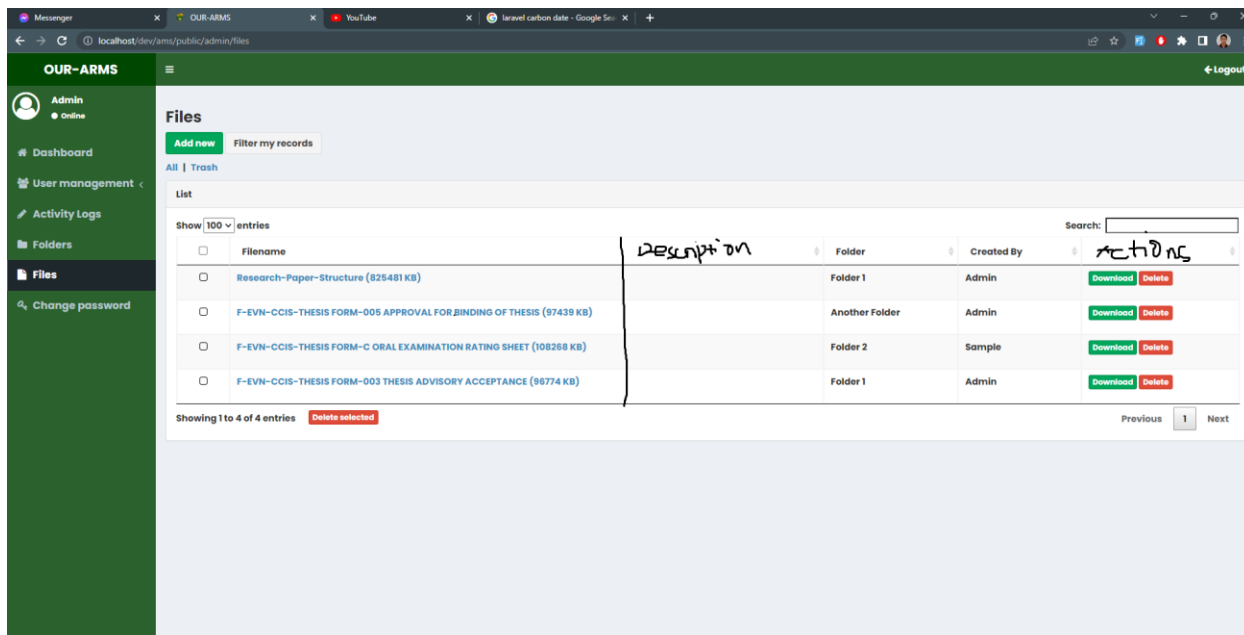 Messenger
OUR-ARMS
YouTube
laravel carbon date - Google Sea
localhost/dev/ams/public/admin/files
OUR-ARMS
Logout
Admin
Online
Dashboard
User management
Activity Logs
Folders
Files
Change password
Files
Add new Filter my records
All | Trash
List
Show 100 entries Search:
Filename Description Folder Created By Actions
Research-Paper-Structure (825481 KB) Folder 1 Admin Download Delete
F-EVN-CCIS-THESIS FORM-005 APPROVAL FOR BINDING OF THESIS (97439 KB) Another Folder Admin Download Delete
F-EVN-CCIS-THESIS FORM-C ORAL EXAMINATION RATING SHEET (108268 KB) Folder 2 Sample Download Delete
F-EVN-CCIS-THESIS FORM-003 THESIS ADVISORY ACCEPTANCE (96774 KB) Folder 1 Admin Download Delete
Showing 1 to 4 of 4 entries Delete selected Previous 1 Next